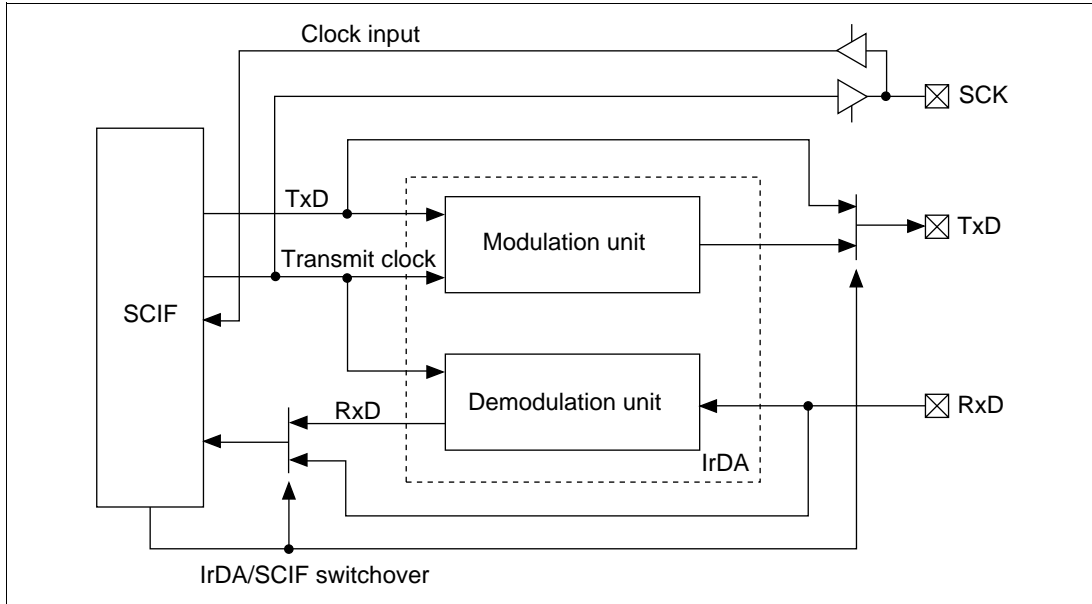 Clock input
SCK
TxD
Modulation unit
TxD
Transmit clock
SCIF
Demodulation unit
RxD
RxD
IrDA
IrDA/SCIF switchover